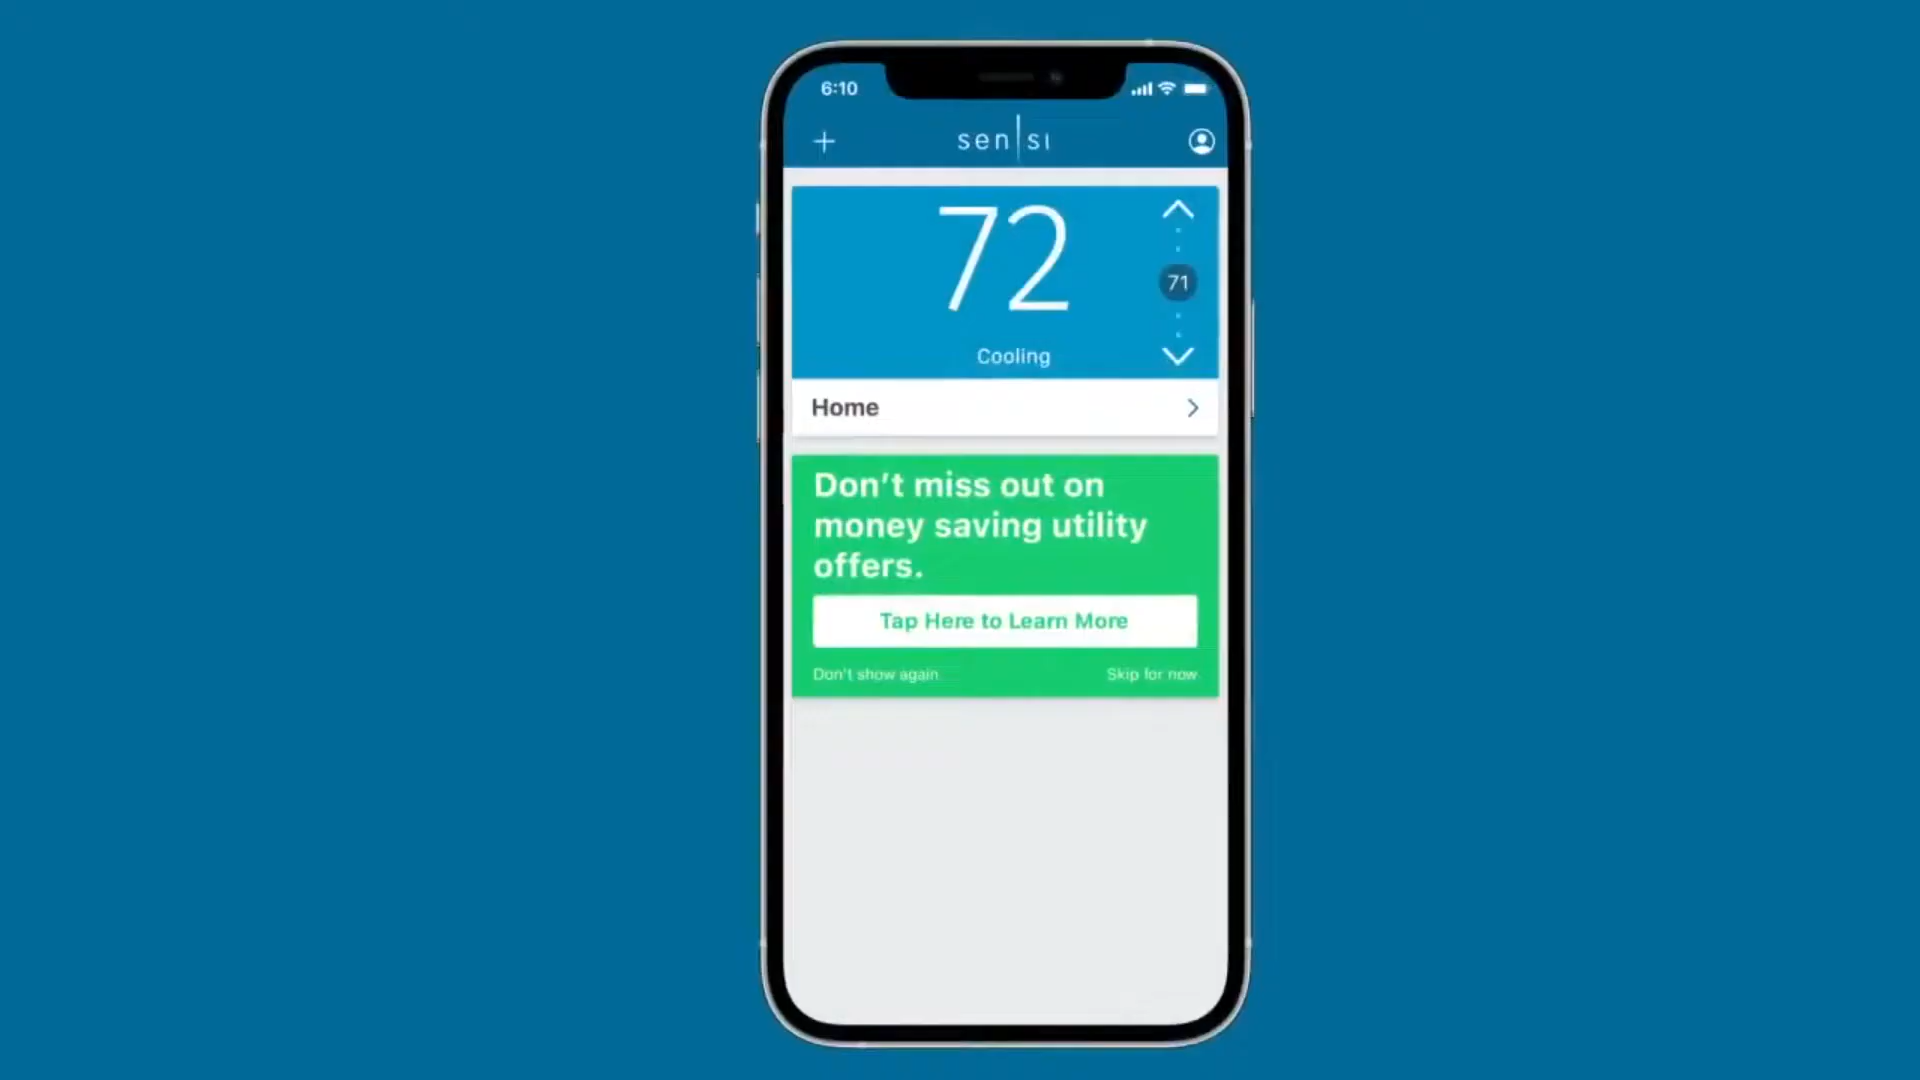 6:10
sen|si
72
71
Cooling
Home
Don't miss out on
money saving utility
offers.
Tap Here to Learn More
Don't show again
Skip for now